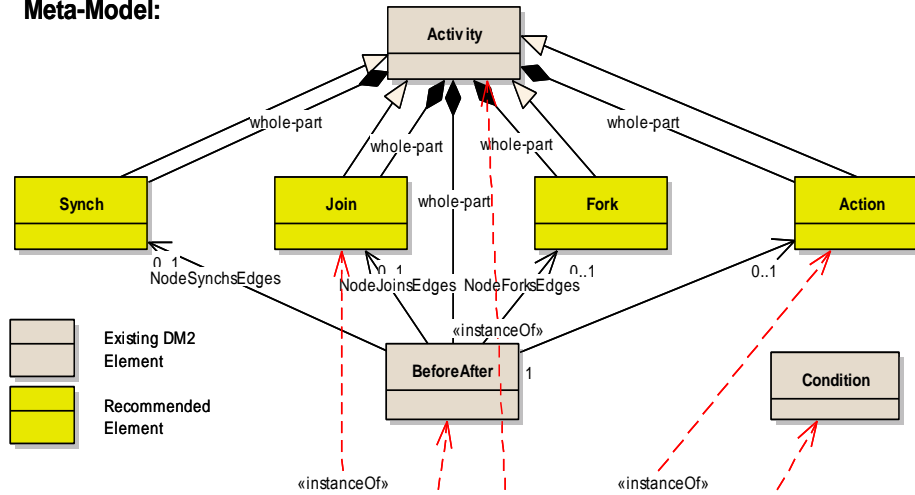 Meta-Model:
Activity
whole-part
whole-part
whole-part
whole-part
whole-part
Synch
Join
Fork
Action
0..1
0..1
0..1
0..1
NodeSynchsEdges
NodeJoinsEdges
NodeForksEdges
«instanceOf»
Existing DM2
Element
BeforeAfter
1
Condition
Recommended
Element
«instanceOf»
«instanceOf»